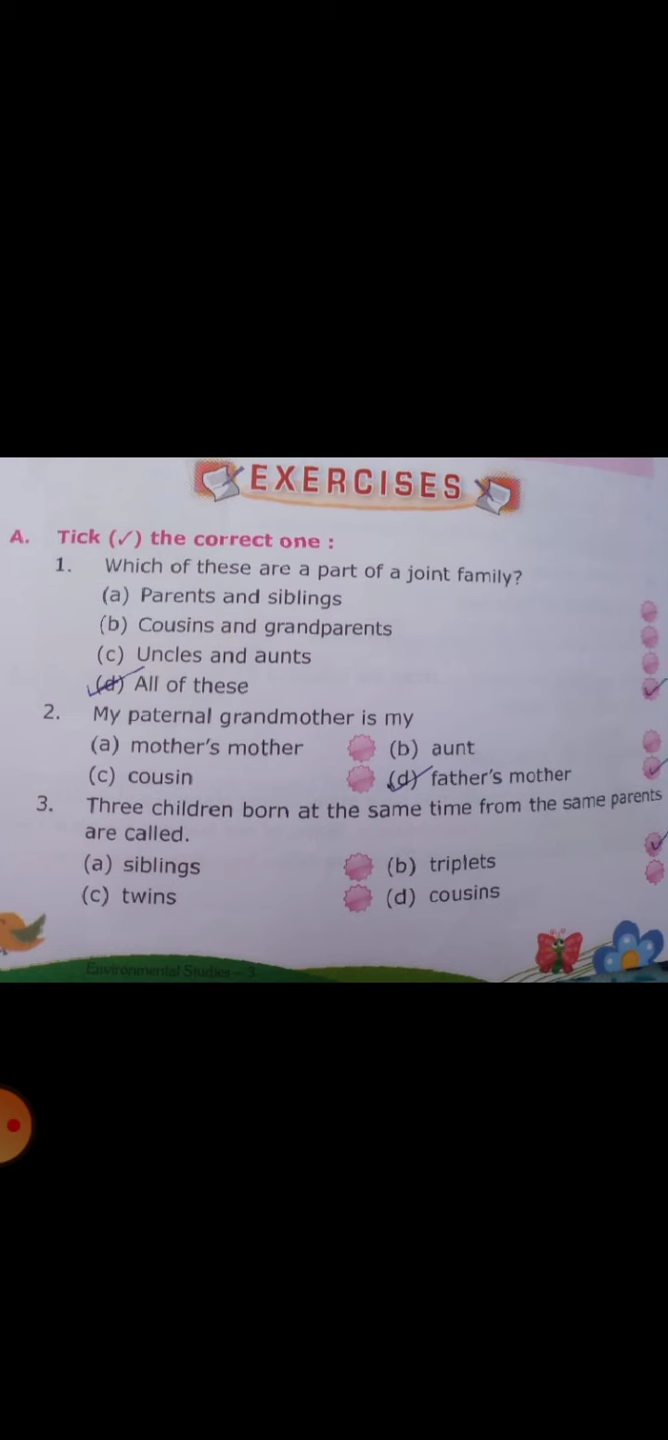 EXERCISES
A. Tick (✓) the correct one :
1. Which of these are a part of a joint family?
(a) Parents and siblings
(b) Cousins and grandparents
(c) Uncles and aunts
(d) All of these
2. My paternal grandmother is my
(a) mother's mother (b) aunt
(c) cousin (d) father's mother
3. Three children born at the same time from the same parents
are called.
(a) siblings (b) triplets
(c) twins (d) cousins
Environmental Studies – 3